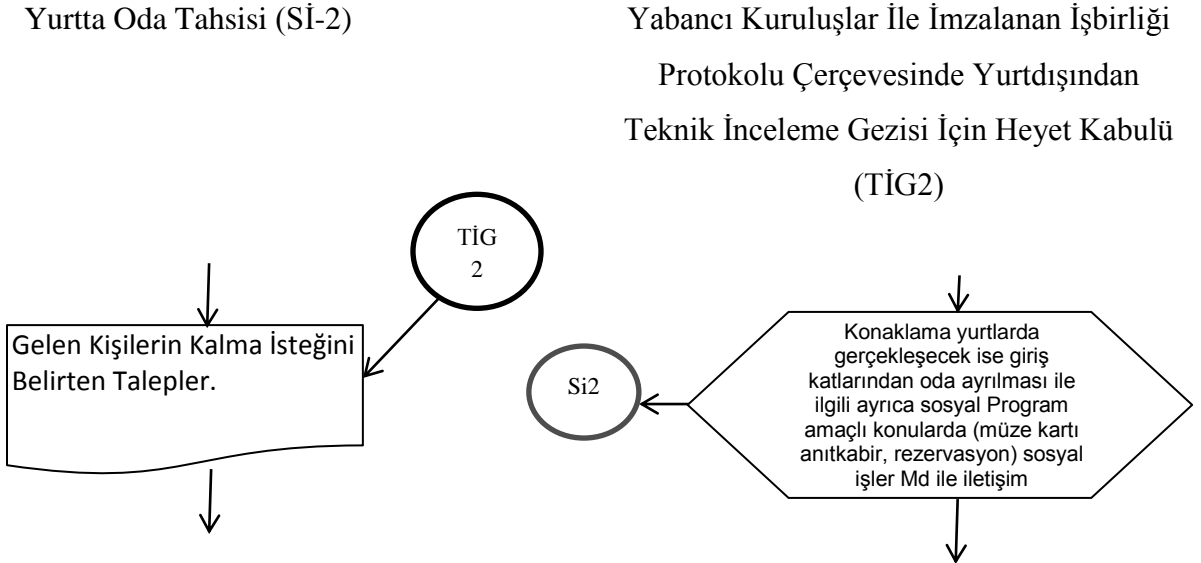 Yurtta Oda Tahsisi (Sİ-2)
Yabancı Kuruluşlar İle İmzalanan İşbirliği
Protokolu Çerçevesinde Yurtdışından
Teknik İnceleme Gezisi İçin Heyet Kabulü
(TİG2)
TİG
2
Gelen Kişilerin Kalma İsteğini
Belirten Talepler.
Si2
Konaklama yurtlarda
gerçekleşecek ise giriş
katlarından oda ayrılması ile
ilgili ayrıca sosyal Program
amaçlı konularda (müze kartı
anıtkabir, rezervasyon) sosyal
işler Md ile iletişim